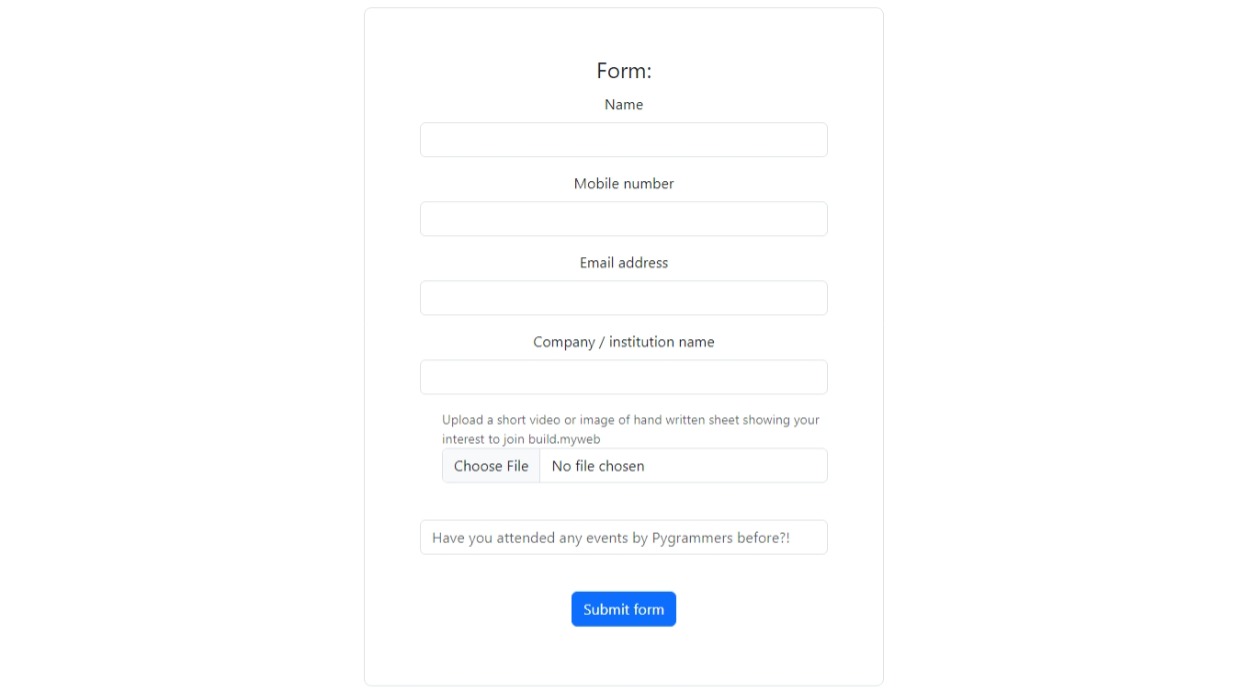 Form:
Name
Mobile number
Email address
Company / institution name
Upload a short video or image of hand written sheet showing your
interest to join build.myweb
Choose File No file chosen
Have you attended any events by Pygrammers before?!
Submit form